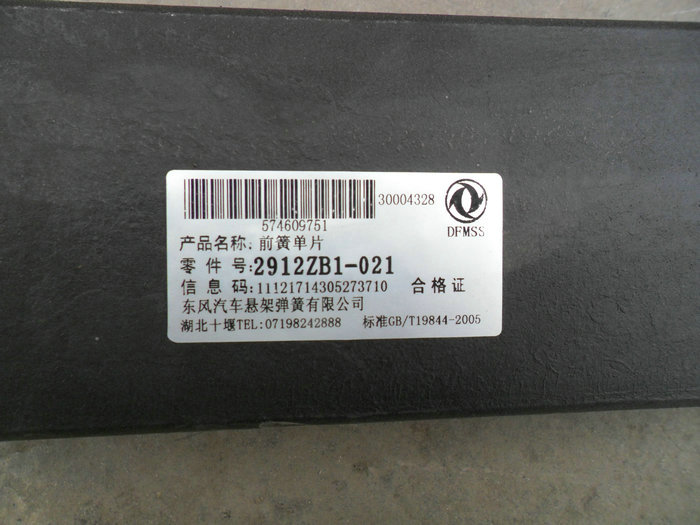 30004328
574609751
DFMSS
产品名称: 前簧单片
零 件 号:2912ZB1-021
信 息 码:11121714305273710 合格证
东风汽车悬架弹簧有限公司
湖北十堰TEL:07198242888 标准GB/T19844-2005